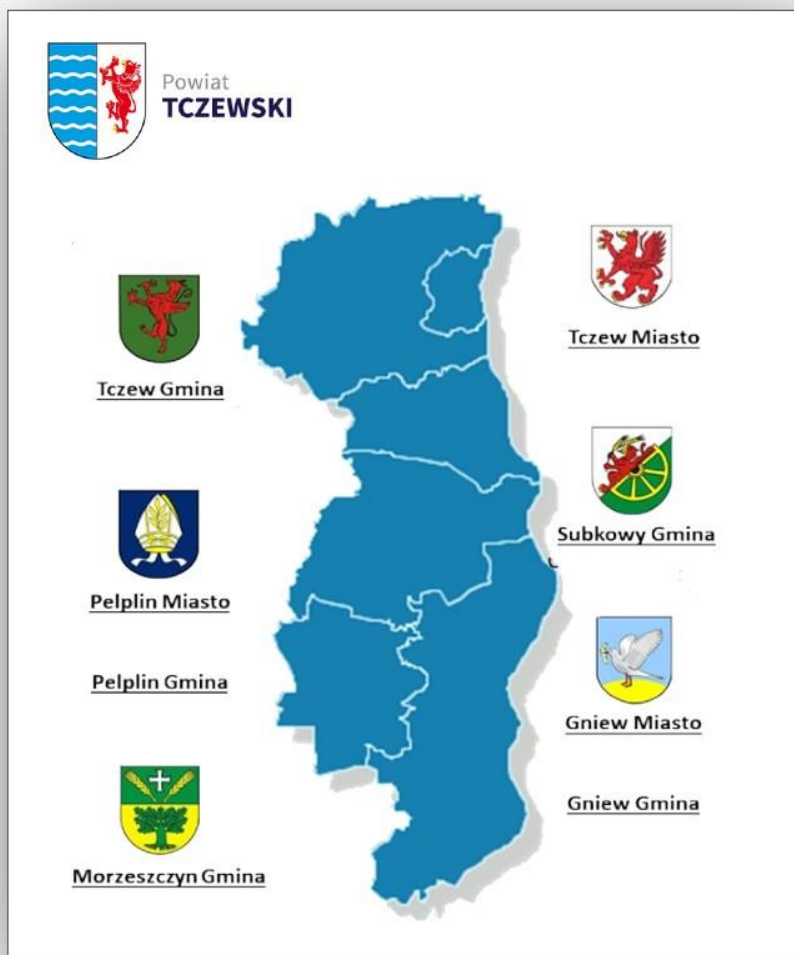 Powiat
TCZEWSKI
Tczew Miasto
Tczew Gmina
Subkowy Gmina
Pelplin Miasto
Pelplin Gmina
Gniew Miasto
Gniew Gmina
Morzeszczyn Gmina